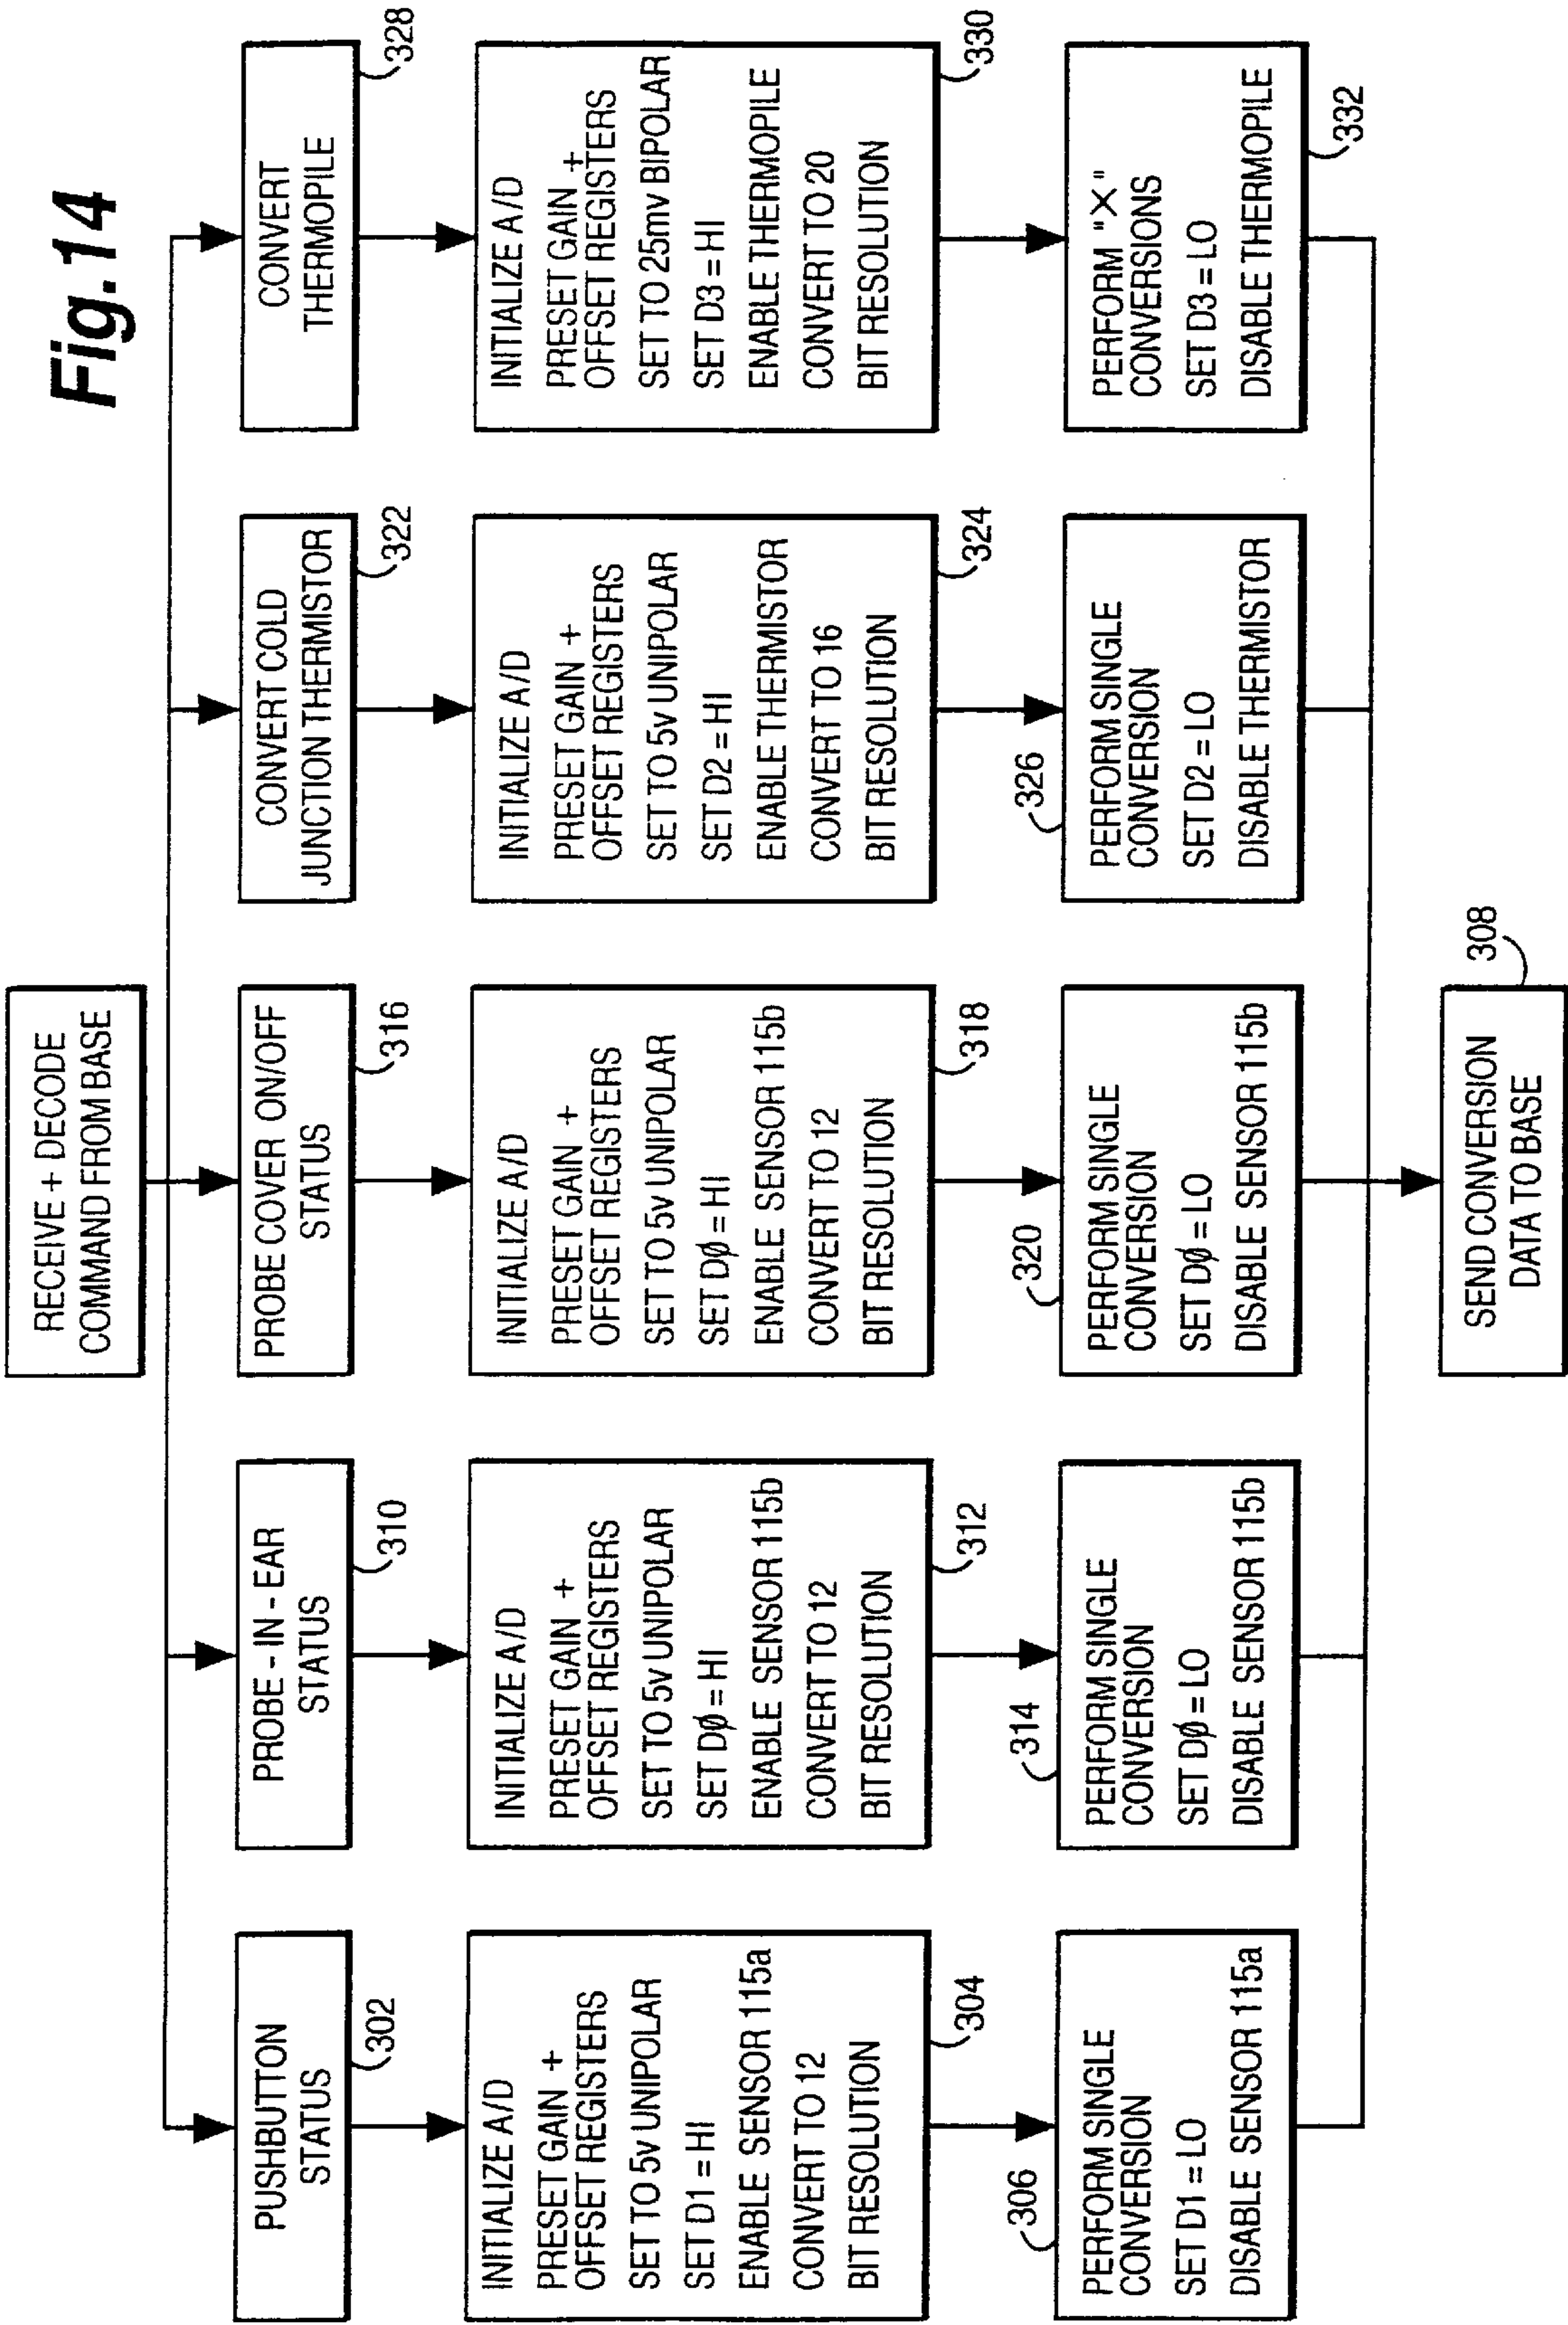 Fig.14
RECEIVE + DECODE
COMMAND FROM BASE
PUSHBUTTON
STATUS
302
INITIALIZE A/D
PRESET GAIN +
OFFSET REGISTERS
SET TO 5v UNIPOLAR
SET D1 = HI
ENABLE SENSOR 115a
CONVERT TO 12
BIT RESOLUTION
304
306
PERFORM SINGLE
CONVERSION
SET D1 = LO
DISABLE SENSOR 115a
PROBE - IN - EAR
STATUS
310
INITIALIZE A/D
PRESET GAIN +
OFFSET REGISTERS
SET TO 5v UNIPOLAR
SET DØ = HI
ENABLE SENSOR 115b
CONVERT TO 12
BIT RESOLUTION
312
314
PERFORM SINGLE
CONVERSION
SET DØ = LO
DISABLE SENSOR 115b
PROBE COVER ON/OFF
STATUS
316
INITIALIZE A/D
PRESET GAIN +
OFFSET REGISTERS
SET TO 5v UNIPOLAR
SET DØ = HI
ENABLE SENSOR 115b
CONVERT TO 12
BIT RESOLUTION
318
320
PERFORM SINGLE
CONVERSION
SET DØ = LO
DISABLE SENSOR 115b
CONVERT COLD
JUNCTION THERMISTOR
322
INITIALIZE A/D
PRESET GAIN +
OFFSET REGISTERS
SET TO 5v UNIPOLAR
SET D2 = HI
ENABLE THERMISTOR
CONVERT TO 16
BIT RESOLUTION
324
326
PERFORM SINGLE
CONVERSION
SET D2 = LO
DISABLE THERMISTOR
CONVERT
THERMOPILE
328
INITIALIZE A/D
PRESET GAIN +
OFFSET REGISTERS
SET TO 25mv BIPOLAR
SET D3 = HI
ENABLE THERMOPILE
CONVERT TO 20
BIT RESOLUTION
330
PERFORM "X"
CONVERSIONS
SET D3 = LO
DISABLE THERMOPILE
332
SEND CONVERSION
DATA TO BASE
308